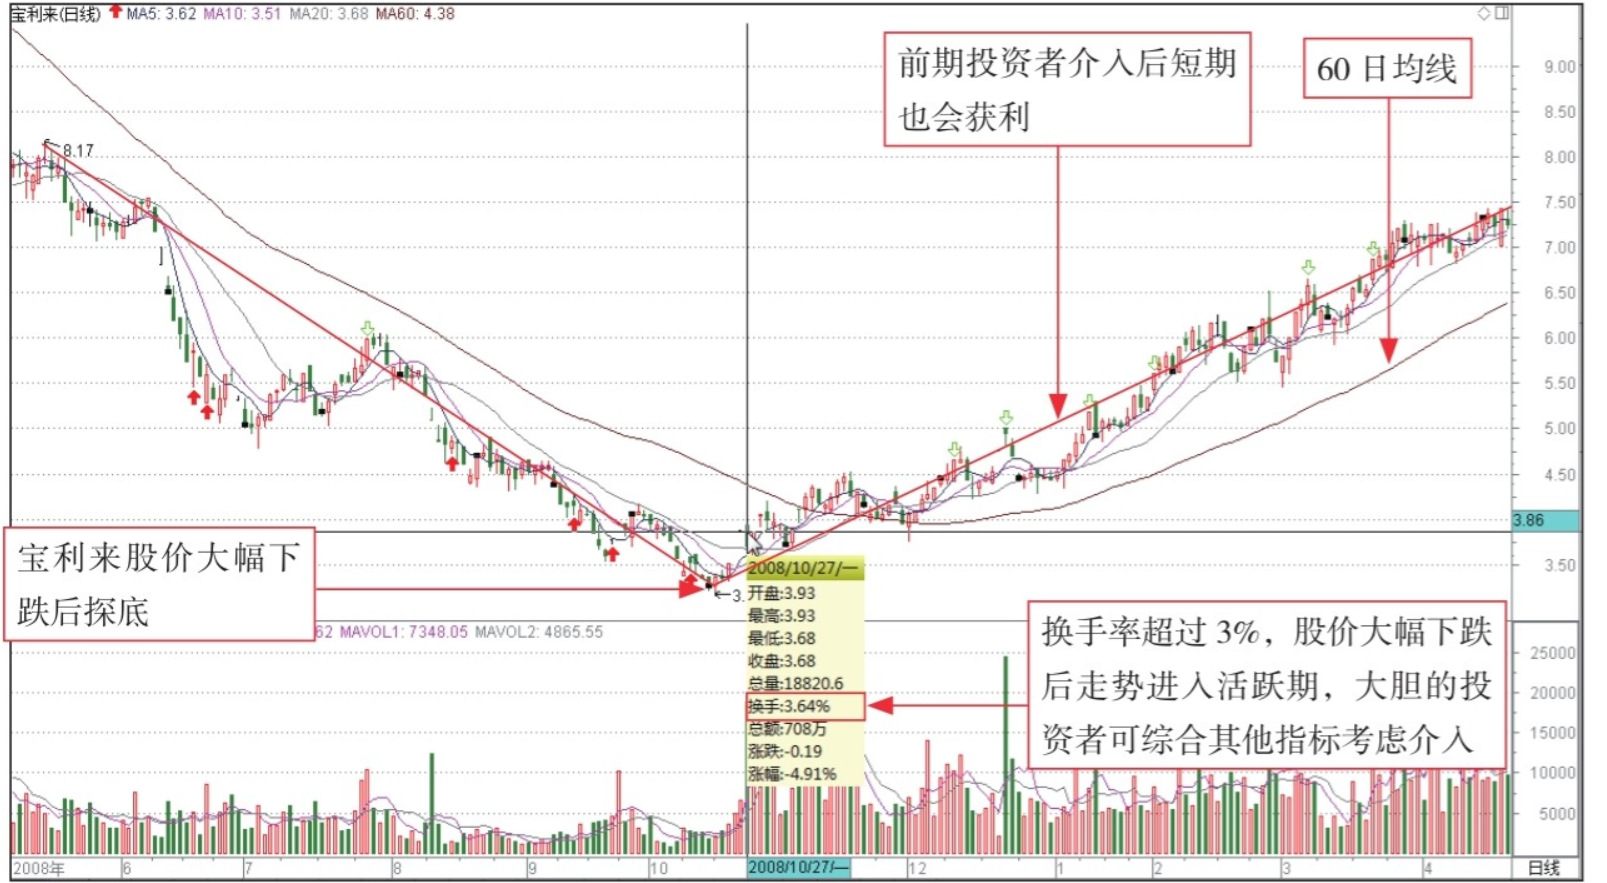 宝利来(日线) MA5: 3.62 MA10: 3.51 MA20: 3.68 MA60: 4.38
前期投资者介入后短期
也会获利
60 日均线
9.00
8.50
8.17
8.00
7.50
7.00
6.50
6.00
5.50
5.00
4.50
3.86
3.50
宝利来股价大幅下
跌后探底
3.
2008/10/27/一
开盘:3.93
最高:3.93
最低:3.68
收盘:3.68
总量:18820.6
换手:3.64%
总额:708万
涨跌:-0.19
涨幅:-4.91%
换手率超过 3%，股价大幅下跌
后走势进入活跃期，大胆的投
资者可综合其他指标考虑介入
62 MAVOL1: 7348.05 MAVOL2: 4865.55
25000
20000
15000
10000
5000
2008年 6 7 8 9 10 2008/10/27/一 12 1 2 3 4 日线